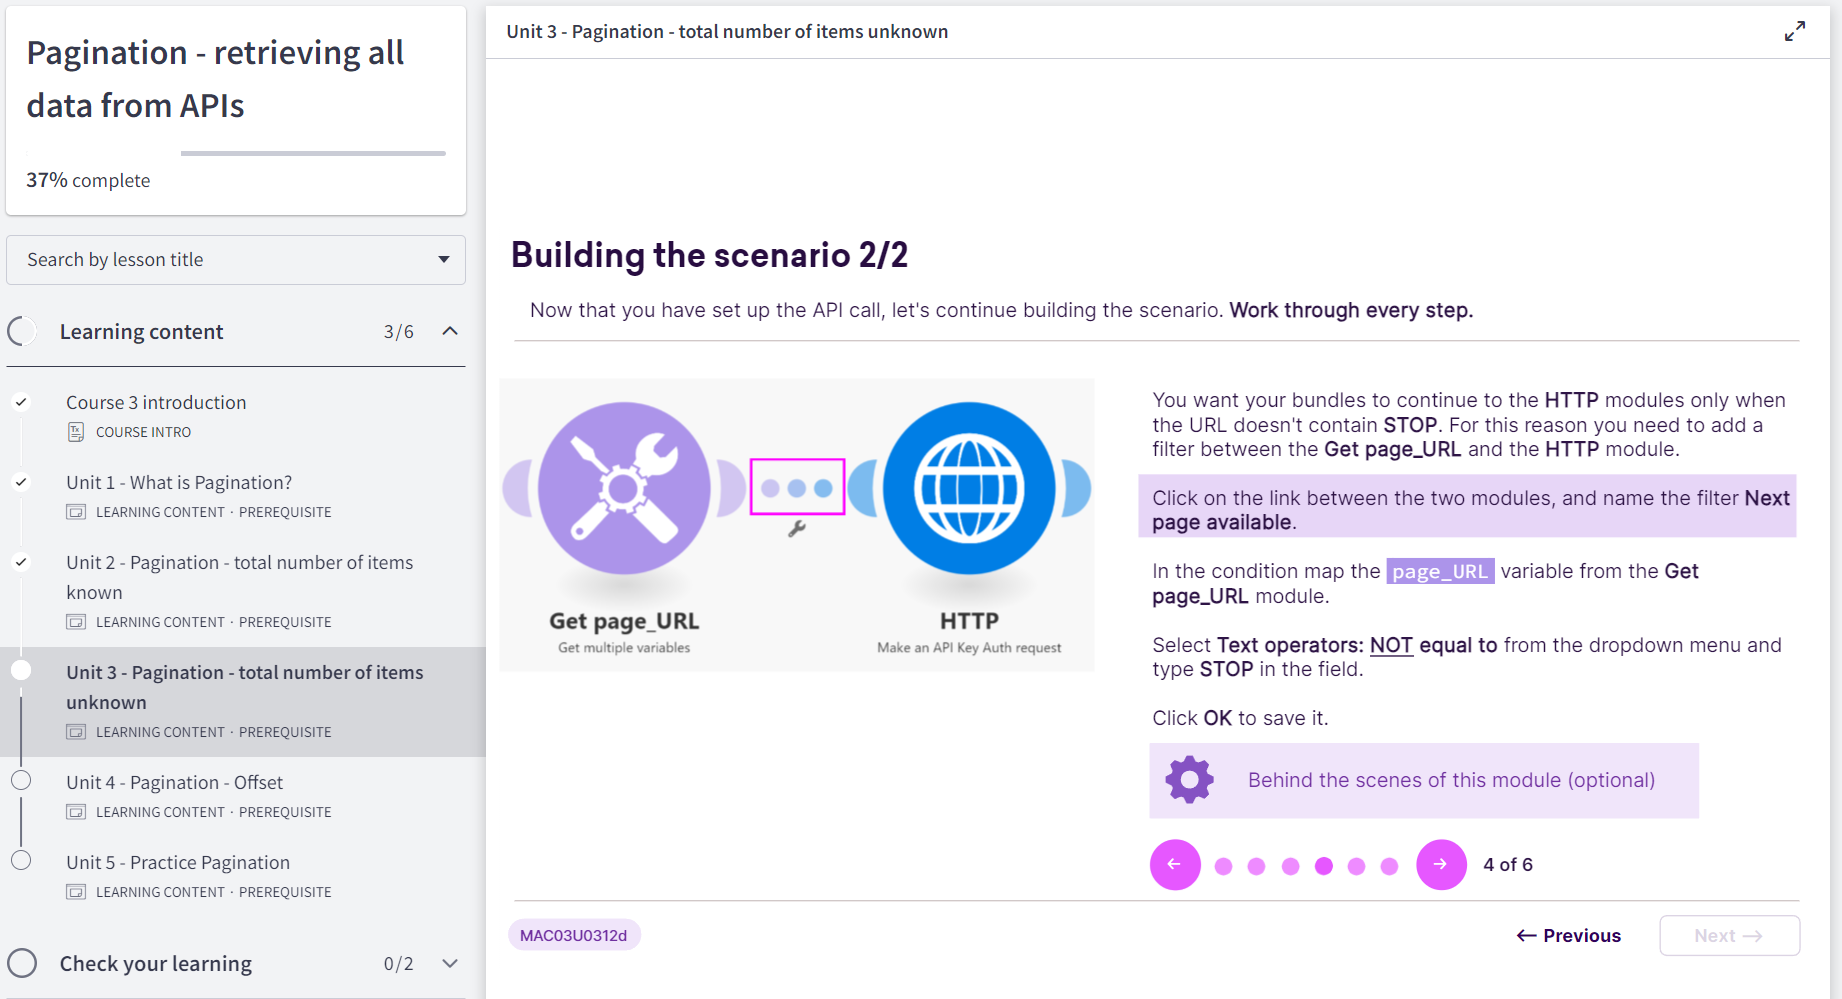 Pagination - retrieving all
data from APIs
37% complete
Search by lesson title
Learning content 3/6
Course 3 introduction
Tx COURSE INTRO
Unit 1 - What is Pagination?
LEARNING CONTENT · PREREQUISITE
Unit 2 - Pagination - total number of items
known
LEARNING CONTENT · PREREQUISITE
Unit 3 - Pagination - total number of items
unknown
LEARNING CONTENT · PREREQUISITE
Unit 4 - Pagination - Offset
LEARNING CONTENT · PREREQUISITE
Unit 5 - Practice Pagination
LEARNING CONTENT · PREREQUISITE
Check your learning 0/2
Unit 3 - Pagination - total number of items unknown
Building the scenario 2/2
Now that you have set up the API call, let's continue building the scenario. Work through every step.
Get page_URL
Get multiple variables
HTTP
Make an API Key Auth request
You want your bundles to continue to the HTTP modules only when
the URL doesn't contain STOP. For this reason you need to add a
filter between the Get page_URL and the HTTP module.
Click on the link between the two modules, and name the filter Next
page available.
In the condition map the page_URL variable from the Get
page_URL module.
Select Text operators: NOT equal to from the dropdown menu and
type STOP in the field.
Click OK to save it.
Behind the scenes of this module (optional)
← → 4 of 6
MAC03U0312d
← Previous
Next →